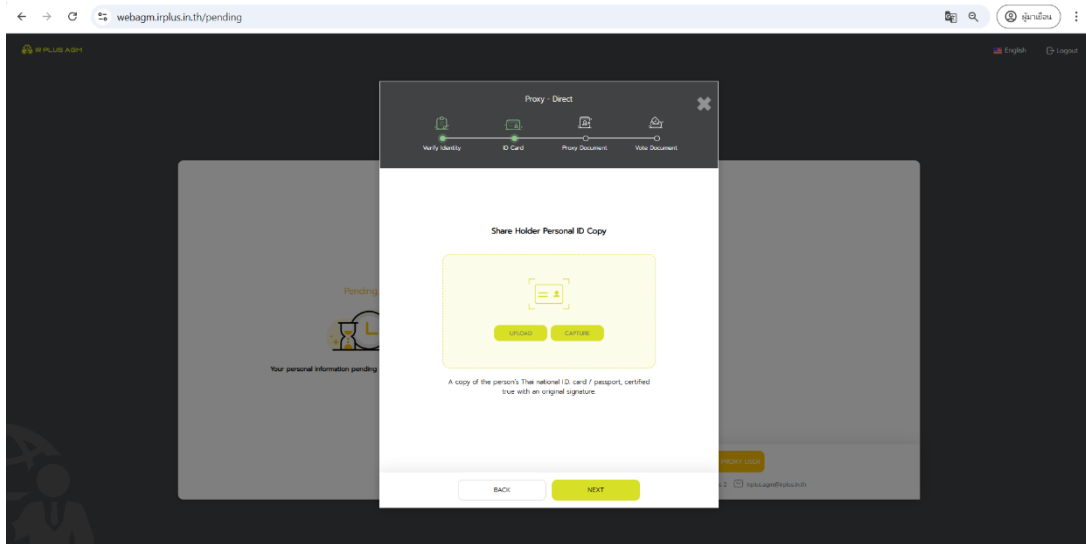 webagm.irplus.in.th/pending
ผู้มาเยือน
IR PLUS AGM
English
Logout
Proxy - Direct
Verify Identity
ID Card
Proxy Document
Vote Document
Share Holder Personal ID Copy
UPLOAD
CAPTURE
A copy of the person's Thai national I.D. card / passport, certified
true with an original signature.
Pending
Your personal information pending
BACK
NEXT
irplus.agm@irplus.in.th